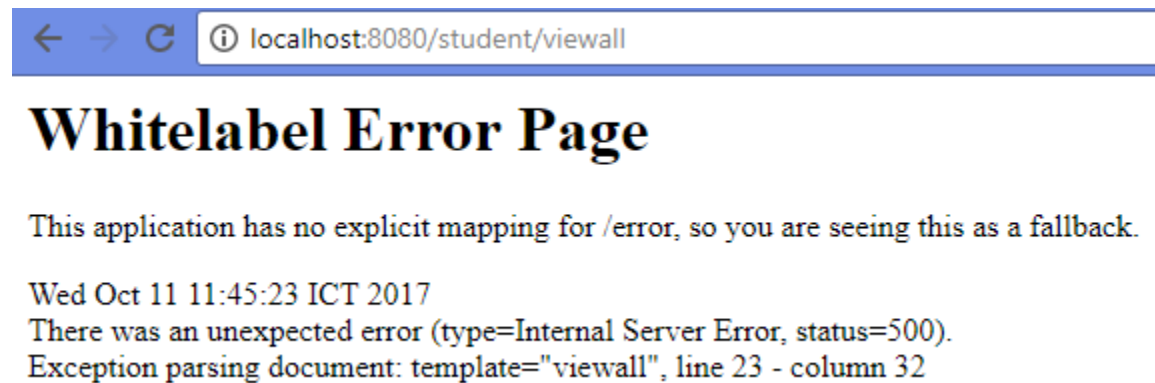 localhost:8080/student/viewall
Whitelabel Error Page
This application has no explicit mapping for /error, so you are seeing this as a fallback.
Wed Oct 11 11:45:23 ICT 2017
There was an unexpected error (type=Internal Server Error, status=500).
Exception parsing document: template="viewall", line 23 - column 32